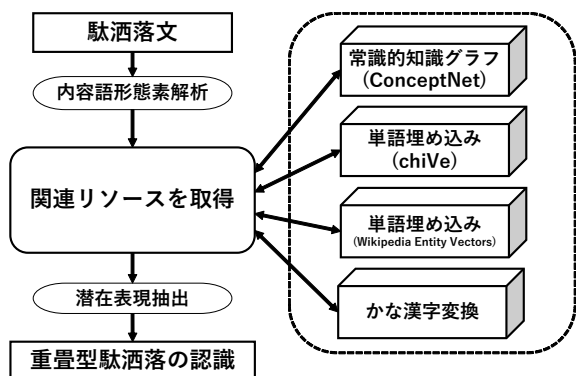 駄洒落文
内容語形態素解析
関連リソースを取得
潜在表現抽出
重畳型駄洒落の認識
常識的知識グラフ
(ConceptNet)
単語埋め込み
(chiVe)
単語埋め込み
(Wikipedia Entity Vectors)
かな漢字変換